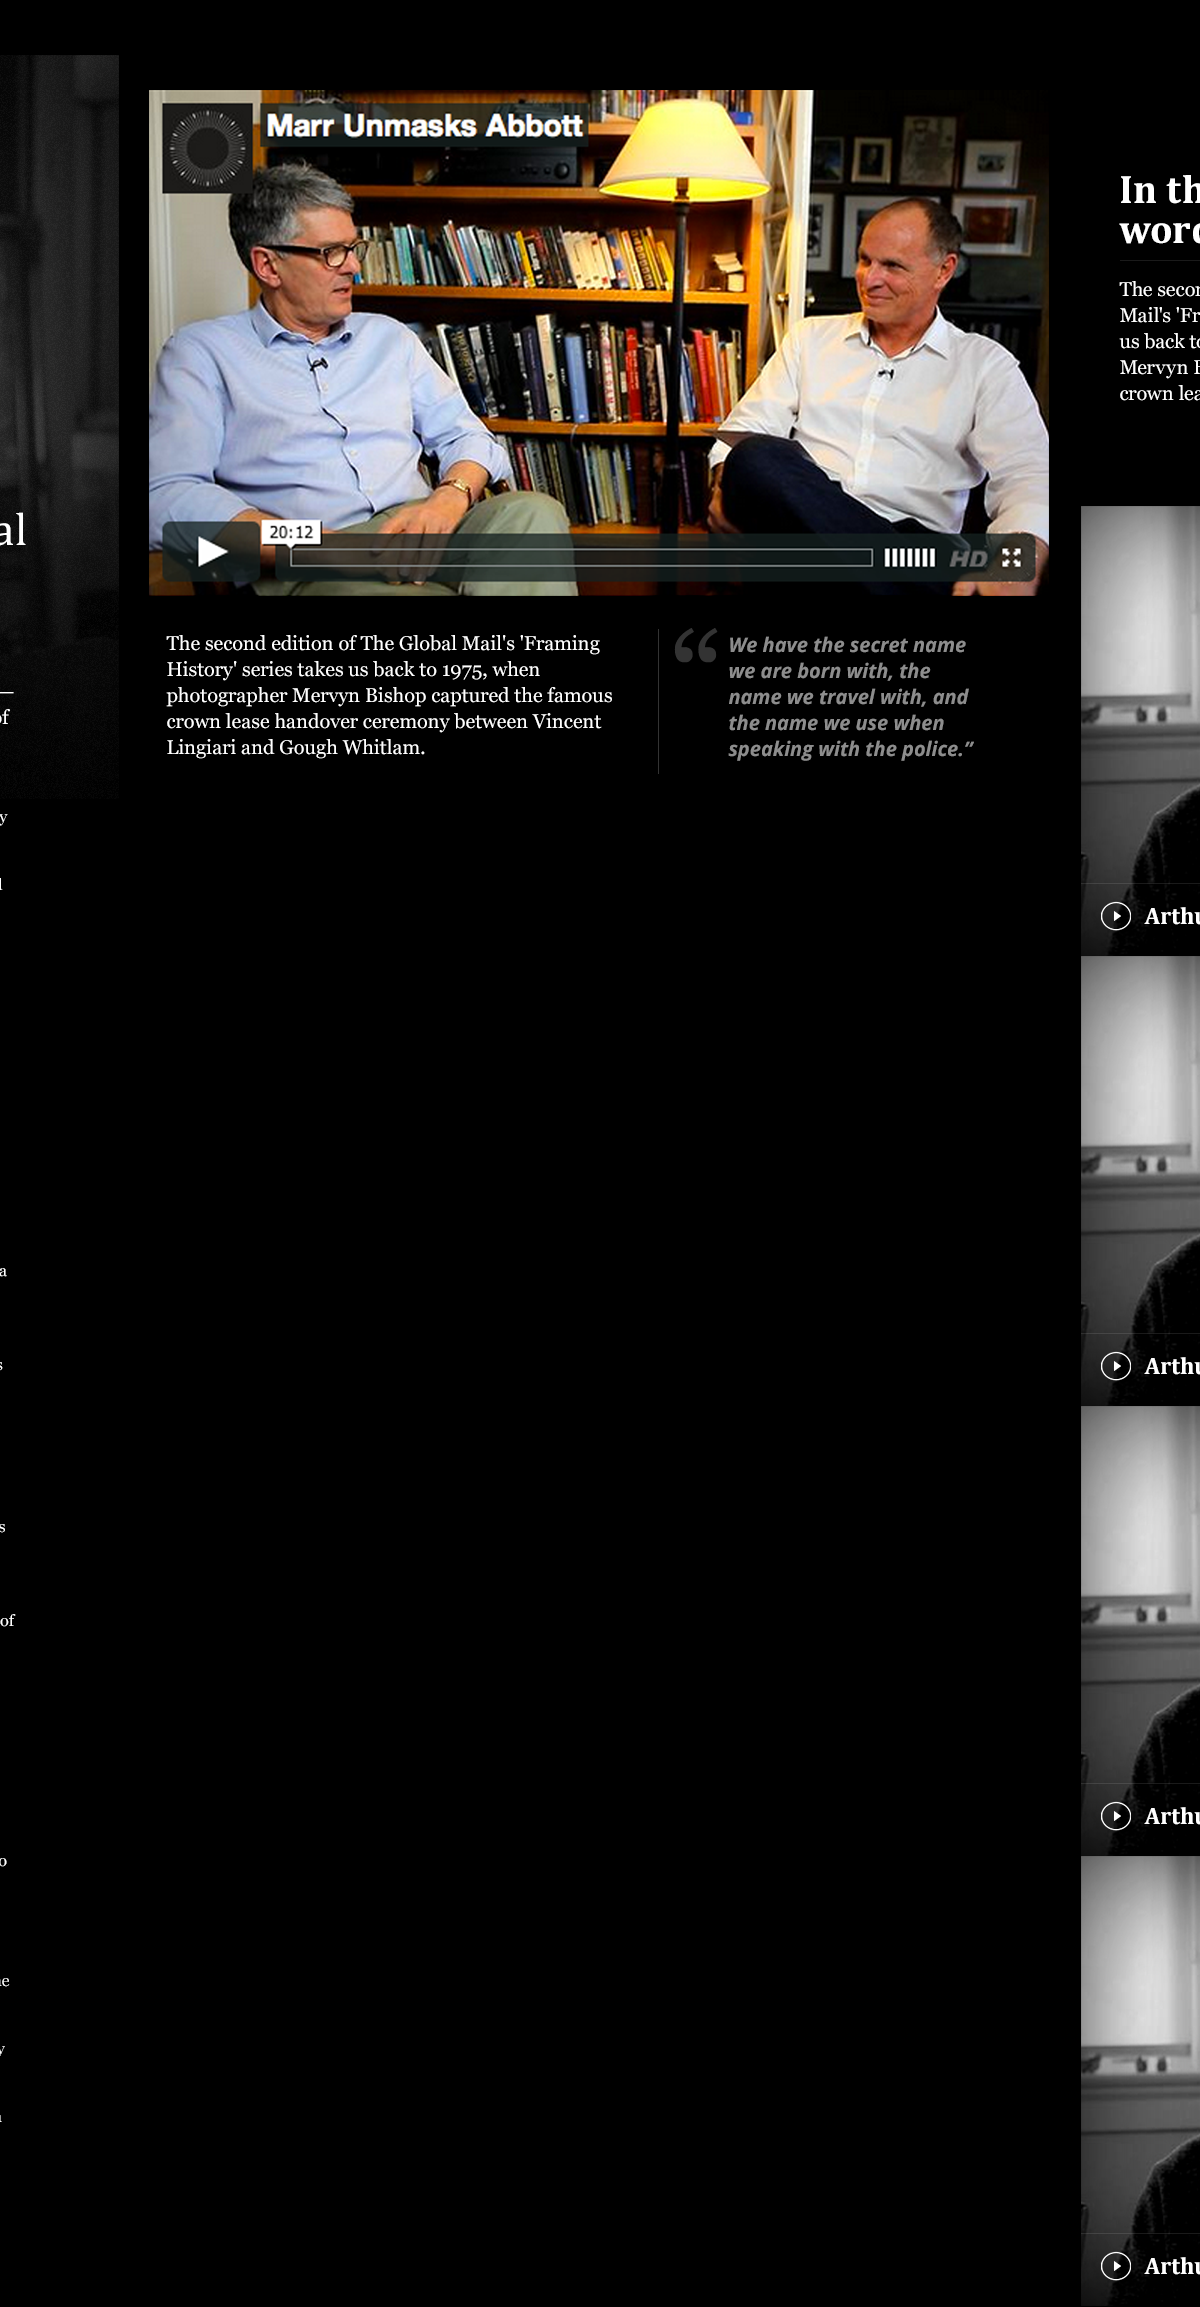 Marr Unmasks Abbott
20:12
HD
The second edition of The Global Mail's 'Framing
History' series takes us back to 1975, when
photographer Mervyn Bishop captured the famous
crown lease handover ceremony between Vincent
Lingiari and Gough Whitlam.
“ We have the secret name
we are born with, the
name we travel with, and
the name we use when
speaking with the police.”
al
of
y
l
a
s
s
of
o
y
In th
The secon
Mail's 'Fr
us back to
Mervyn
crown lea
Arthu
Arthu
Arthu
Arthu